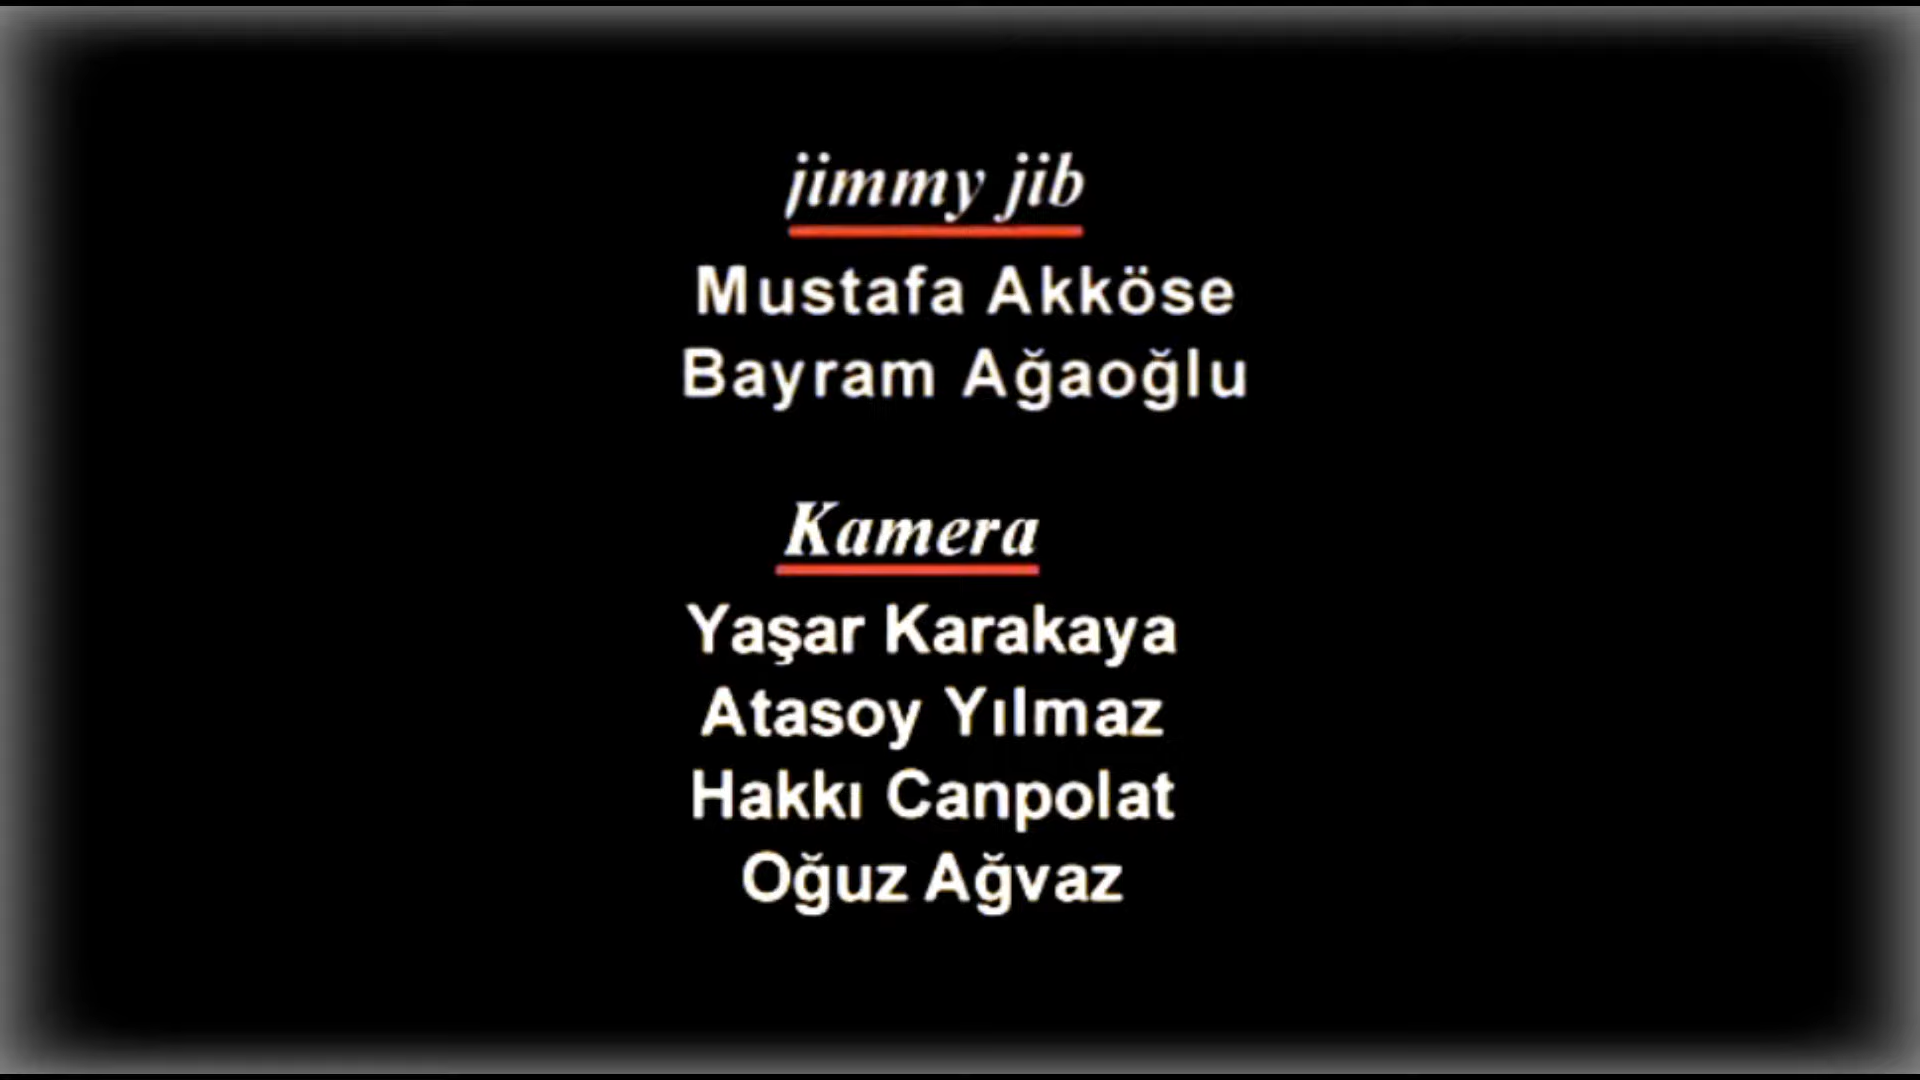 jimmy jib
Mustafa Akköse
Bayram Ağaoğlu
Kamera
Yaşar Karakaya
Atasoy Yılmaz
Hakkı Canpolat
Oğuz Ağvaz